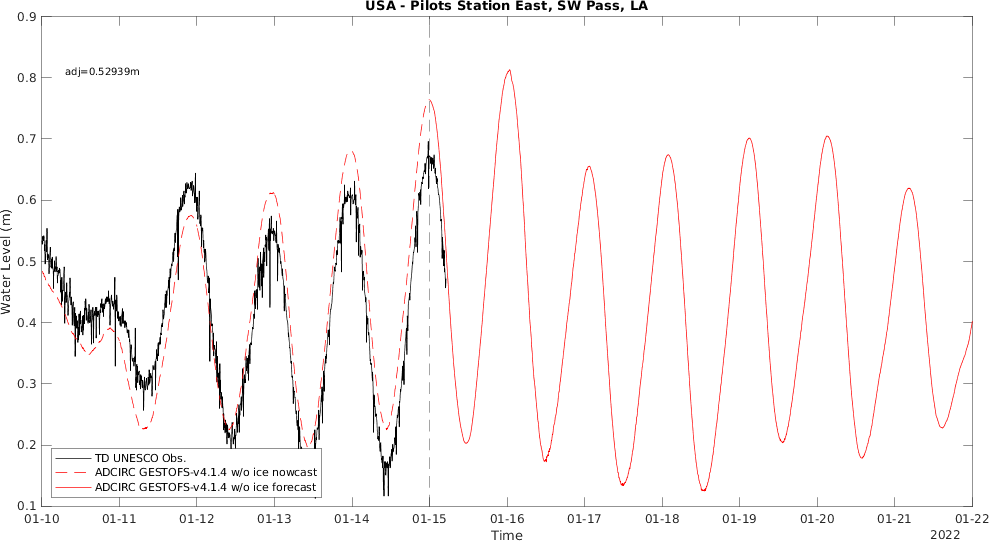 USA - Pilots Station East, SW Pass, LA
0.9
0.8
0.7
0.6
0.5
0.4
0.3
0.2
0.1
Water Level (m)
adj=0.52939m
TD UNESCO Obs.
ADCIRC GESTOFS-v4.1.4 w/o ice nowcast
ADCIRC GESTOFS-v4.1.4 w/o ice forecast
01-10 01-11 01-12 01-13 01-14 01-15 01-16 01-17 01-18 01-19 01-20 01-21 01-22
Time
2022